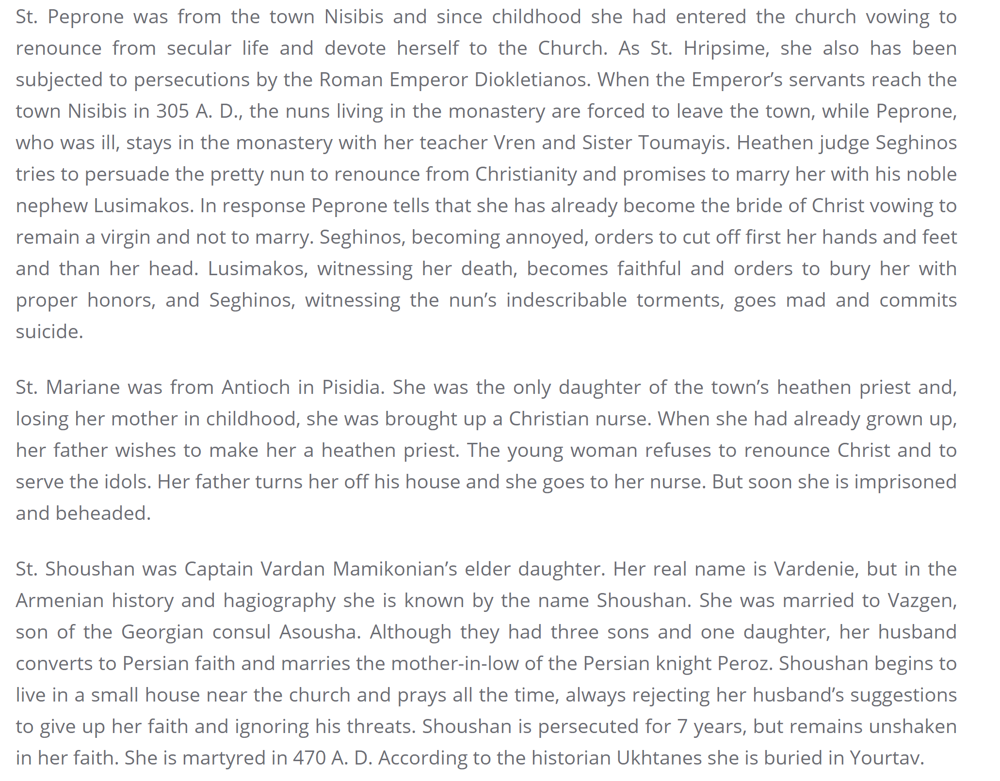 St. Peprone was from the town Nisibis and since childhood she had entered the church vowing to
renounce from secular life and devote herself to the Church. As St. Hripsime, she also has been
subjected to persecutions by the Roman Emperor Diokletianos. When the Emperor’s servants reach the
town Nisibis in 305 A. D., the nuns living in the monastery are forced to leave the town, while Peprone,
who was ill, stays in the monastery with her teacher Vren and Sister Toumayis. Heathen judge Seghinos
tries to persuade the pretty nun to renounce from Christianity and promises to marry her with his noble
nephew Lusimakos. In response Peprone tells that she has already become the bride of Christ vowing to
remain a virgin and not to marry. Seghinos, becoming annoyed, orders to cut off first her hands and feet
and than her head. Lusimakos, witnessing her death, becomes faithful and orders to bury her with
proper honors, and Seghinos, witnessing the nun’s indescribable torments, goes mad and commits
suicide.
St. Mariane was from Antioch in Pisidia. She was the only daughter of the town’s heathen priest and,
losing her mother in childhood, she was brought up a Christian nurse. When she had already grown up,
her father wishes to make her a heathen priest. The young woman refuses to renounce Christ and to
serve the idols. Her father turns her off his house and she goes to her nurse. But soon she is imprisoned
and beheaded.
St. Shoushan was Captain Vardan Mamikonian’s elder daughter. Her real name is Vardenie, but in the
Armenian history and hagiography she is known by the name Shoushan. She was married to Vazgen,
son of the Georgian consul Asousha. Although they had three sons and one daughter, her husband
converts to Persian faith and marries the mother-in-low of the Persian knight Peroz. Shoushan begins to
live in a small house near the church and prays all the time, always rejecting her husband’s suggestions
to give up her faith and ignoring his threats. Shoushan is persecuted for 7 years, but remains unshaken
in her faith. She is martyred in 470 A. D. According to the historian Ukhtanes she is buried in Yourtav.